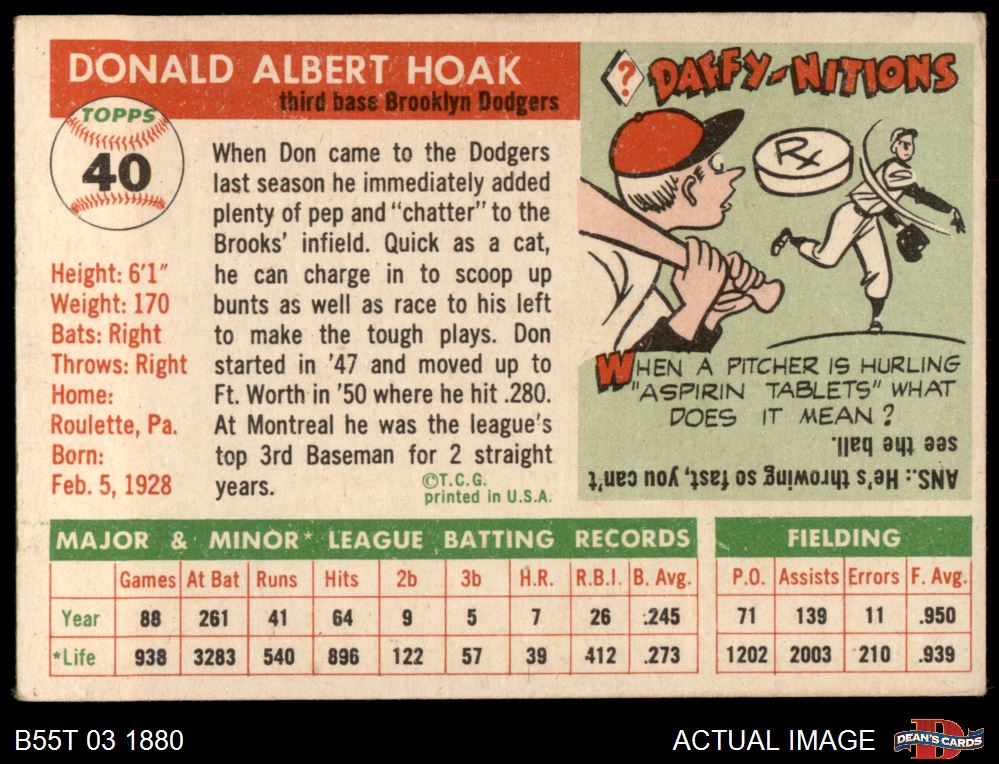 DONALD ALBERT HOAK
third base Brooklyn Dodgers
TOPPS
40
Height: 6'1"
Weight: 170
Bats: Right
Throws: Right
Home:
Roulette, Pa.
Born:
Feb. 5, 1928
When Don came to the Dodgers
last season he immediately added
plenty of pep and "chatter" to the
Brooks' infield. Quick as a cat,
he can charge in to scoop up
bunts as well as race to his left
to make the tough plays. Don
started in '47 and moved up to
Ft. Worth in '50 where he hit .280.
At Montreal he was the league's
top 3rd Baseman for 2 straight
years.
©T.C.G.
printed in U.S.A.
? DAFFY-NITIONS
Rx
WHEN A PITCHER IS HURLING
"ASPIRIN TABLETS" WHAT
DOES IT MEAN?
ANS.: He's throwing so fast, you can't
see the ball.
MAJOR & MINOR* LEAGUE BATTING RECORDS
Games At Bat Runs Hits 2b 3b H.R. R.B.I. B. Avg.
Year 88 261 41 64 9 5 7 26 .245
*Life 938 3283 540 896 122 57 39 412 .273
FIELDING
P.O. Assists Errors F. Avg.
71 139 11 .950
1202 2003 210 .939
B55T 03 1880
ACTUAL IMAGE
D
DEAN'S CARDS